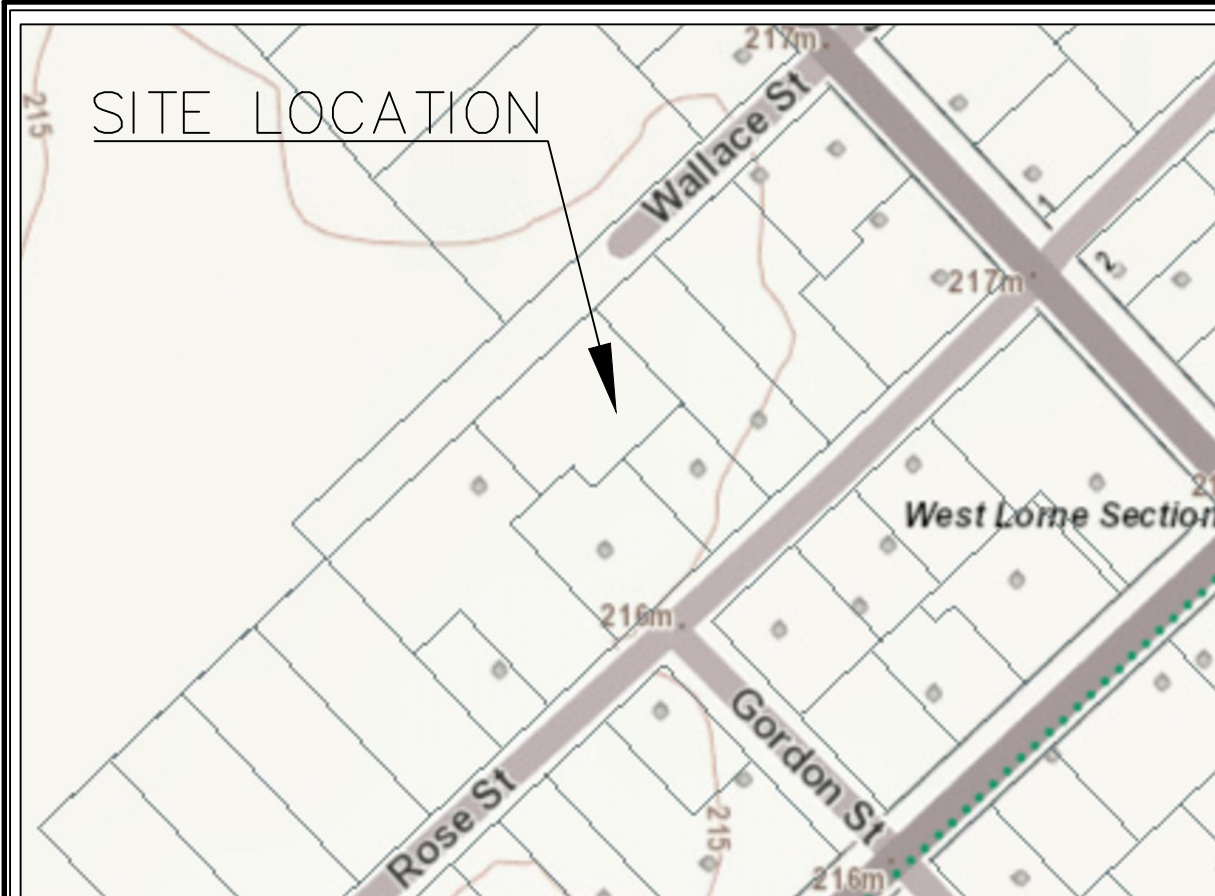 217m
SITE LOCATION
215
Wallace St
1
2
217m
West Lorne Section
216m
Gordon St
Rose St
215
216m